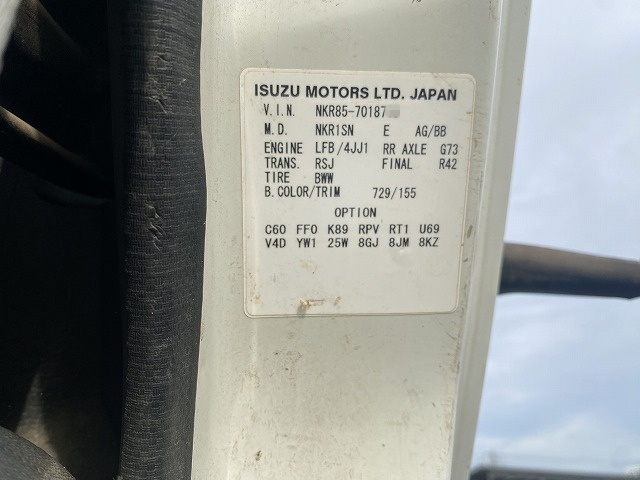 ISUZU MOTORS LTD. JAPAN
V.I.N. NKR85-70187
M.D. NKR1SN E AG/BB
ENGINE LFB/4JJ1 RR AXLE G73
TRANS. RSJ FINAL R42
TIRE BWW
B.COLOR/TRIM 729/155
OPTION
C60 FF0 K89 RPV RT1 U69
V4D YW1 25W 8GJ 8JM 8KZ